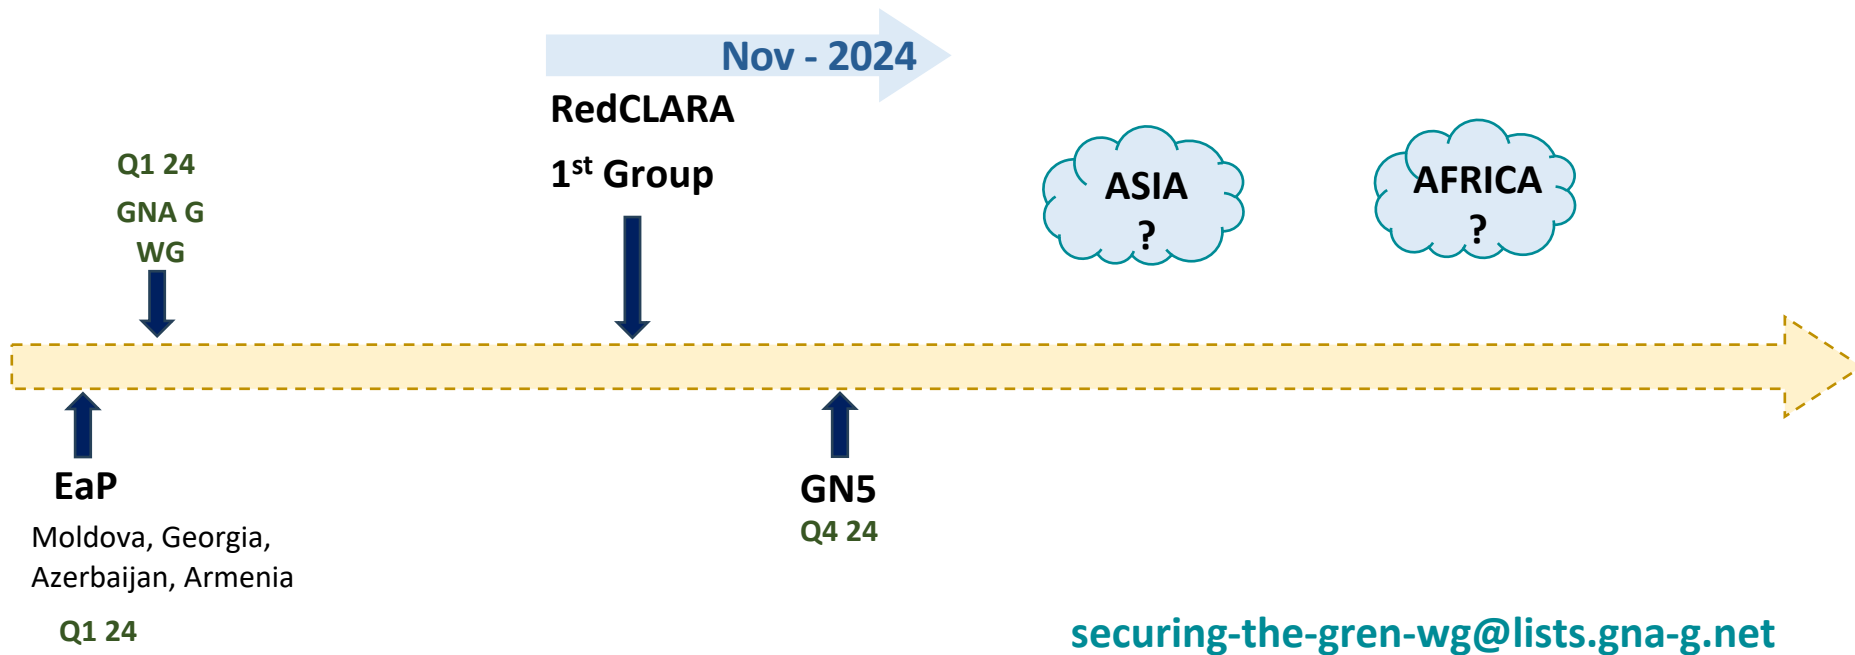 Nov - 2024
RedCLARA
1st Group
Q1 24
GNA G
WG
ASIA
?
AFRICA
?
EaP
Moldova, Georgia,
Azerbaijan, Armenia
Q1 24
GN5
Q4 24
securing-the-gren-wg@lists.gna-g.net